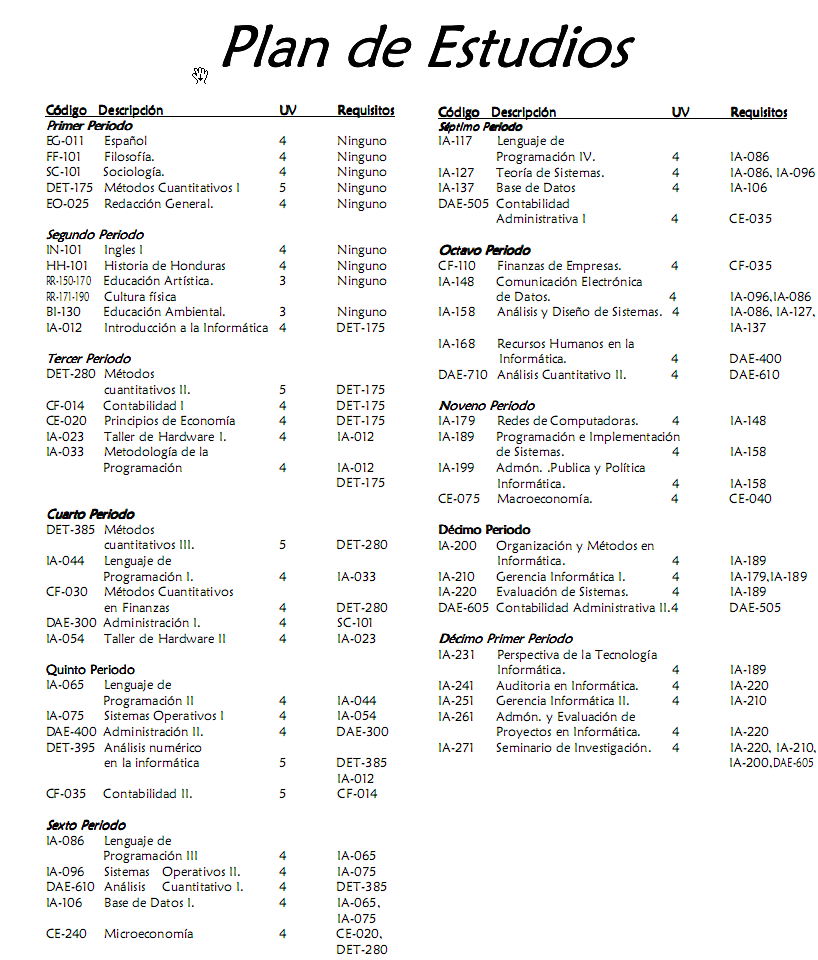 Plan de Estudios
Código Descripción UV Requisitos
Primer Periodo
EG-011 Español 4 Ninguno
FF-101 Filosofía. 4 Ninguno
SC-101 Sociología. 4 Ninguno
DET-175 Métodos Cuantitativos I 5 Ninguno
EO-025 Redacción General. 4 Ninguno
Segundo Periodo
IN-101 Ingles I 4 Ninguno
HH-101 Historia de Honduras 4 Ninguno
RR-150-170 Educación Artística. 3 Ninguno
RR-171-190 Cultura física
BI-130 Educación Ambiental. 3 Ninguno
IA-012 Introducción a la Informática 4 DET-175
Tercer Periodo
DET-280 Métodos
cuantitativos II. 5 DET-175
CF-014 Contabilidad I 4 DET-175
CE-020 Principios de Economía 4 DET-175
IA-023 Taller de Hardware I. 4 IA-012
IA-033 Metodología de la
Programación 4 IA-012
DET-175
Cuarto Periodo
DET-385 Métodos
cuantitativos III. 5 DET-280
IA-044 Lenguaje de
Programación I. 4 IA-033
CF-030 Métodos Cuantitativos
en Finanzas 4 DET-280
DAE-300 Administración I. 4 SC-101
IA-054 Taller de Hardware II 4 IA-023
Quinto Periodo
IA-065 Lenguaje de
Programación II 4 IA-044
IA-075 Sistemas Operativos I 4 IA-054
DAE-400 Administración II. 4 DAE-300
DET-395 Análisis numérico
en la informática 5 DET-385
IA-012
CF-035 Contabilidad II. 5 CF-014
Sexto Periodo
IA-086 Lenguaje de
Programación III 4 IA-065
IA-096 Sistemas Operativos II. 4 IA-075
DAE-610 Análisis Cuantitativo I. 4 DET-385
IA-106 Base de Datos I. 4 IA-065,
IA-075
CE-240 Microeconomía 4 CE-020,
DET-280
Código Descripción UV Requisitos
Séptimo Periodo
IA-117 Lenguaje de
Programación IV. 4 IA-086
IA-127 Teoría de Sistemas. 4 IA-086, IA-096
IA-137 Base de Datos 4 IA-106
DAE-505 Contabilidad
Administrativa I 4 CE-035
Octavo Periodo
CF-110 Finanzas de Empresas. 4 CF-035
IA-148 Comunicación Electrónica
de Datos. 4 IA-096,IA-086
IA-158 Análisis y Diseño de Sistemas. 4 IA-086, IA-127,
IA-137
IA-168 Recursos Humanos en la
Informática. 4 DAE-400
DAE-710 Análisis Cuantitativo II. 4 DAE-610
Noveno Periodo
IA-179 Redes de Computadoras. 4 IA-148
IA-189 Programación e Implementación
de Sistemas. 4 IA-158
IA-199 Admón. .Publica y Política
Informática. 4 IA-158
CE-075 Macroeconomía. 4 CE-040
Décimo Periodo
IA-200 Organización y Métodos en
Informática. 4 IA-189
IA-210 Gerencia Informática I. 4 IA-179,IA-189
IA-220 Evaluación de Sistemas. 4 IA-189
DAE-605 Contabilidad Administrativa II.4 DAE-505
Décimo Primer Periodo
IA-231 Perspectiva de la Tecnología
Informática. 4 IA-189
IA-241 Auditoria en Informática. 4 IA-220
IA-251 Gerencia Informática II. 4 IA-210
IA-261 Admón. y Evaluación de
Proyectos en Informática. 4 IA-220
IA-271 Seminario de Investigación. 4 IA-220, IA-210,
IA-200,DAE-605